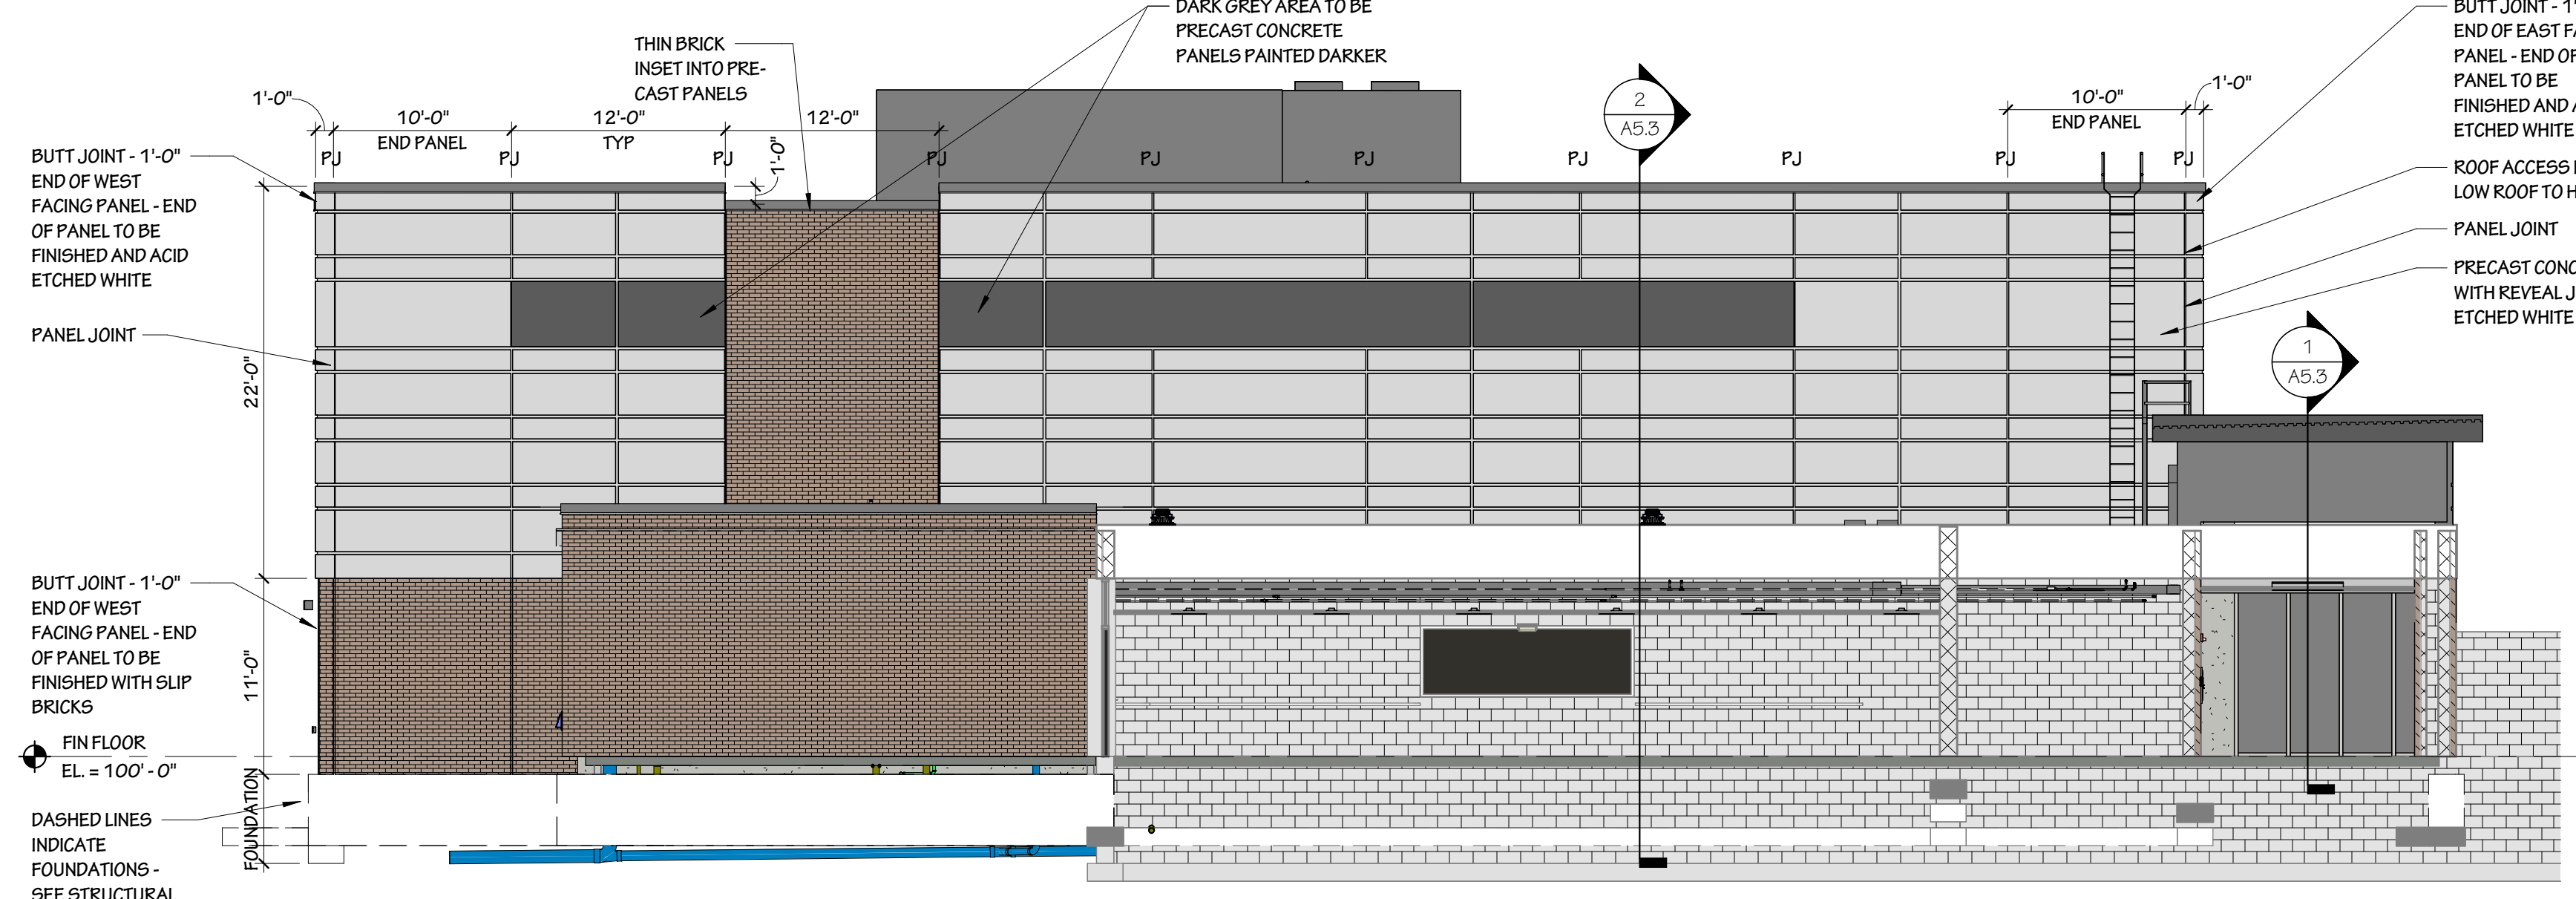 DARK GREY AREA TO BE
PRECAST CONCRETE
PANELS PAINTED DARKER
THIN BRICK
INSET INTO PRE-
CAST PANELS
1'-0"
10'-0"
END PANEL
12'-0"
TYP
12'-0"
1'-0"
PJ
PJ
PJ
PJ
PJ
PJ
PJ
PJ
PJ
PJ
2
A5.3
10'-0"
END PANEL
1'-0"
BUTT JOINT - 1'-0"
END OF WEST
FACING PANEL - END
OF PANEL TO BE
FINISHED AND ACID
ETCHED WHITE
PANEL JOINT
22'-0"
BUTT JOINT - 1'-0"
END OF WEST
FACING PANEL - END
OF PANEL TO BE
FINISHED WITH SLIP
BRICKS
11'-0"
FIN FLOOR
EL. = 100' - 0"
FOUNDATION
DASHED LINES
INDICATE
FOUNDATIONS -
SEE STRUCTURAL
BUTT JOINT - 1'
END OF EAST
PANEL - END OF
PANEL TO BE
FINISHED AND
ETCHED WHITE
ROOF ACCESS
LOW ROOF TO
PANEL JOINT
PRECAST
WITH REVEAL
ETCHED WHITE
1
A5.3